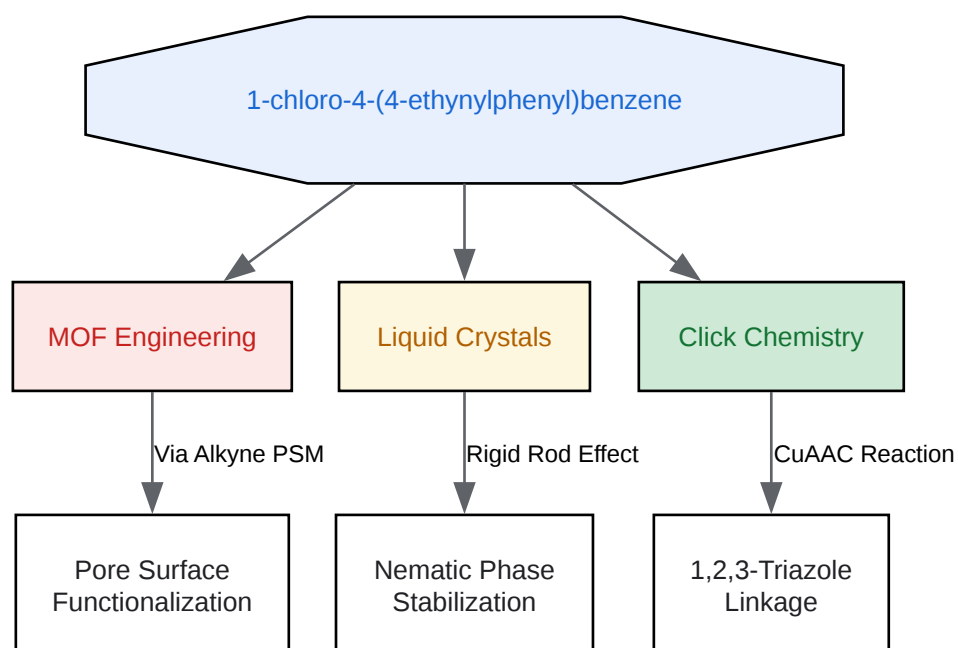 1-chloro-4-(4-ethynylphenyl)benzene
MOF Engineering
Liquid Crystals
Click Chemistry
Via Alkyne PSM
Rigid Rod Effect
CuAAC Reaction
Pore Surface
Functionalization
Nematic Phase
Stabilization
1,2,3-Triazole
Linkage